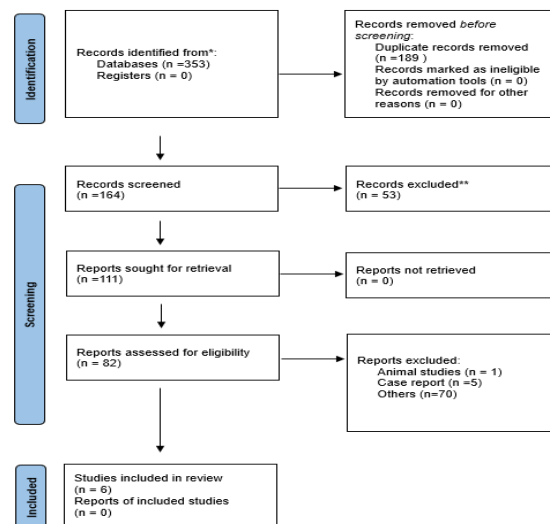 Identification
Records identified from*:
Databases (n =353)
Registers (n = 0)
Records removed before
screening:
Duplicate records removed
(n =189 )
Records marked as ineligible
by automation tools (n = 0)
Records removed for other
reasons (n = 0)
Screening
Records screened
(n =164)
Records excluded**
(n = 53)
Reports sought for retrieval
(n =111)
Reports not retrieved
(n = 0)
Reports assessed for eligibility
(n = 82)
Reports excluded:
Animal studies (n = 1)
Case report (n =5)
Others (n=70)
Included
Studies included in review
(n = 6)
Reports of included studies
(n = 0)